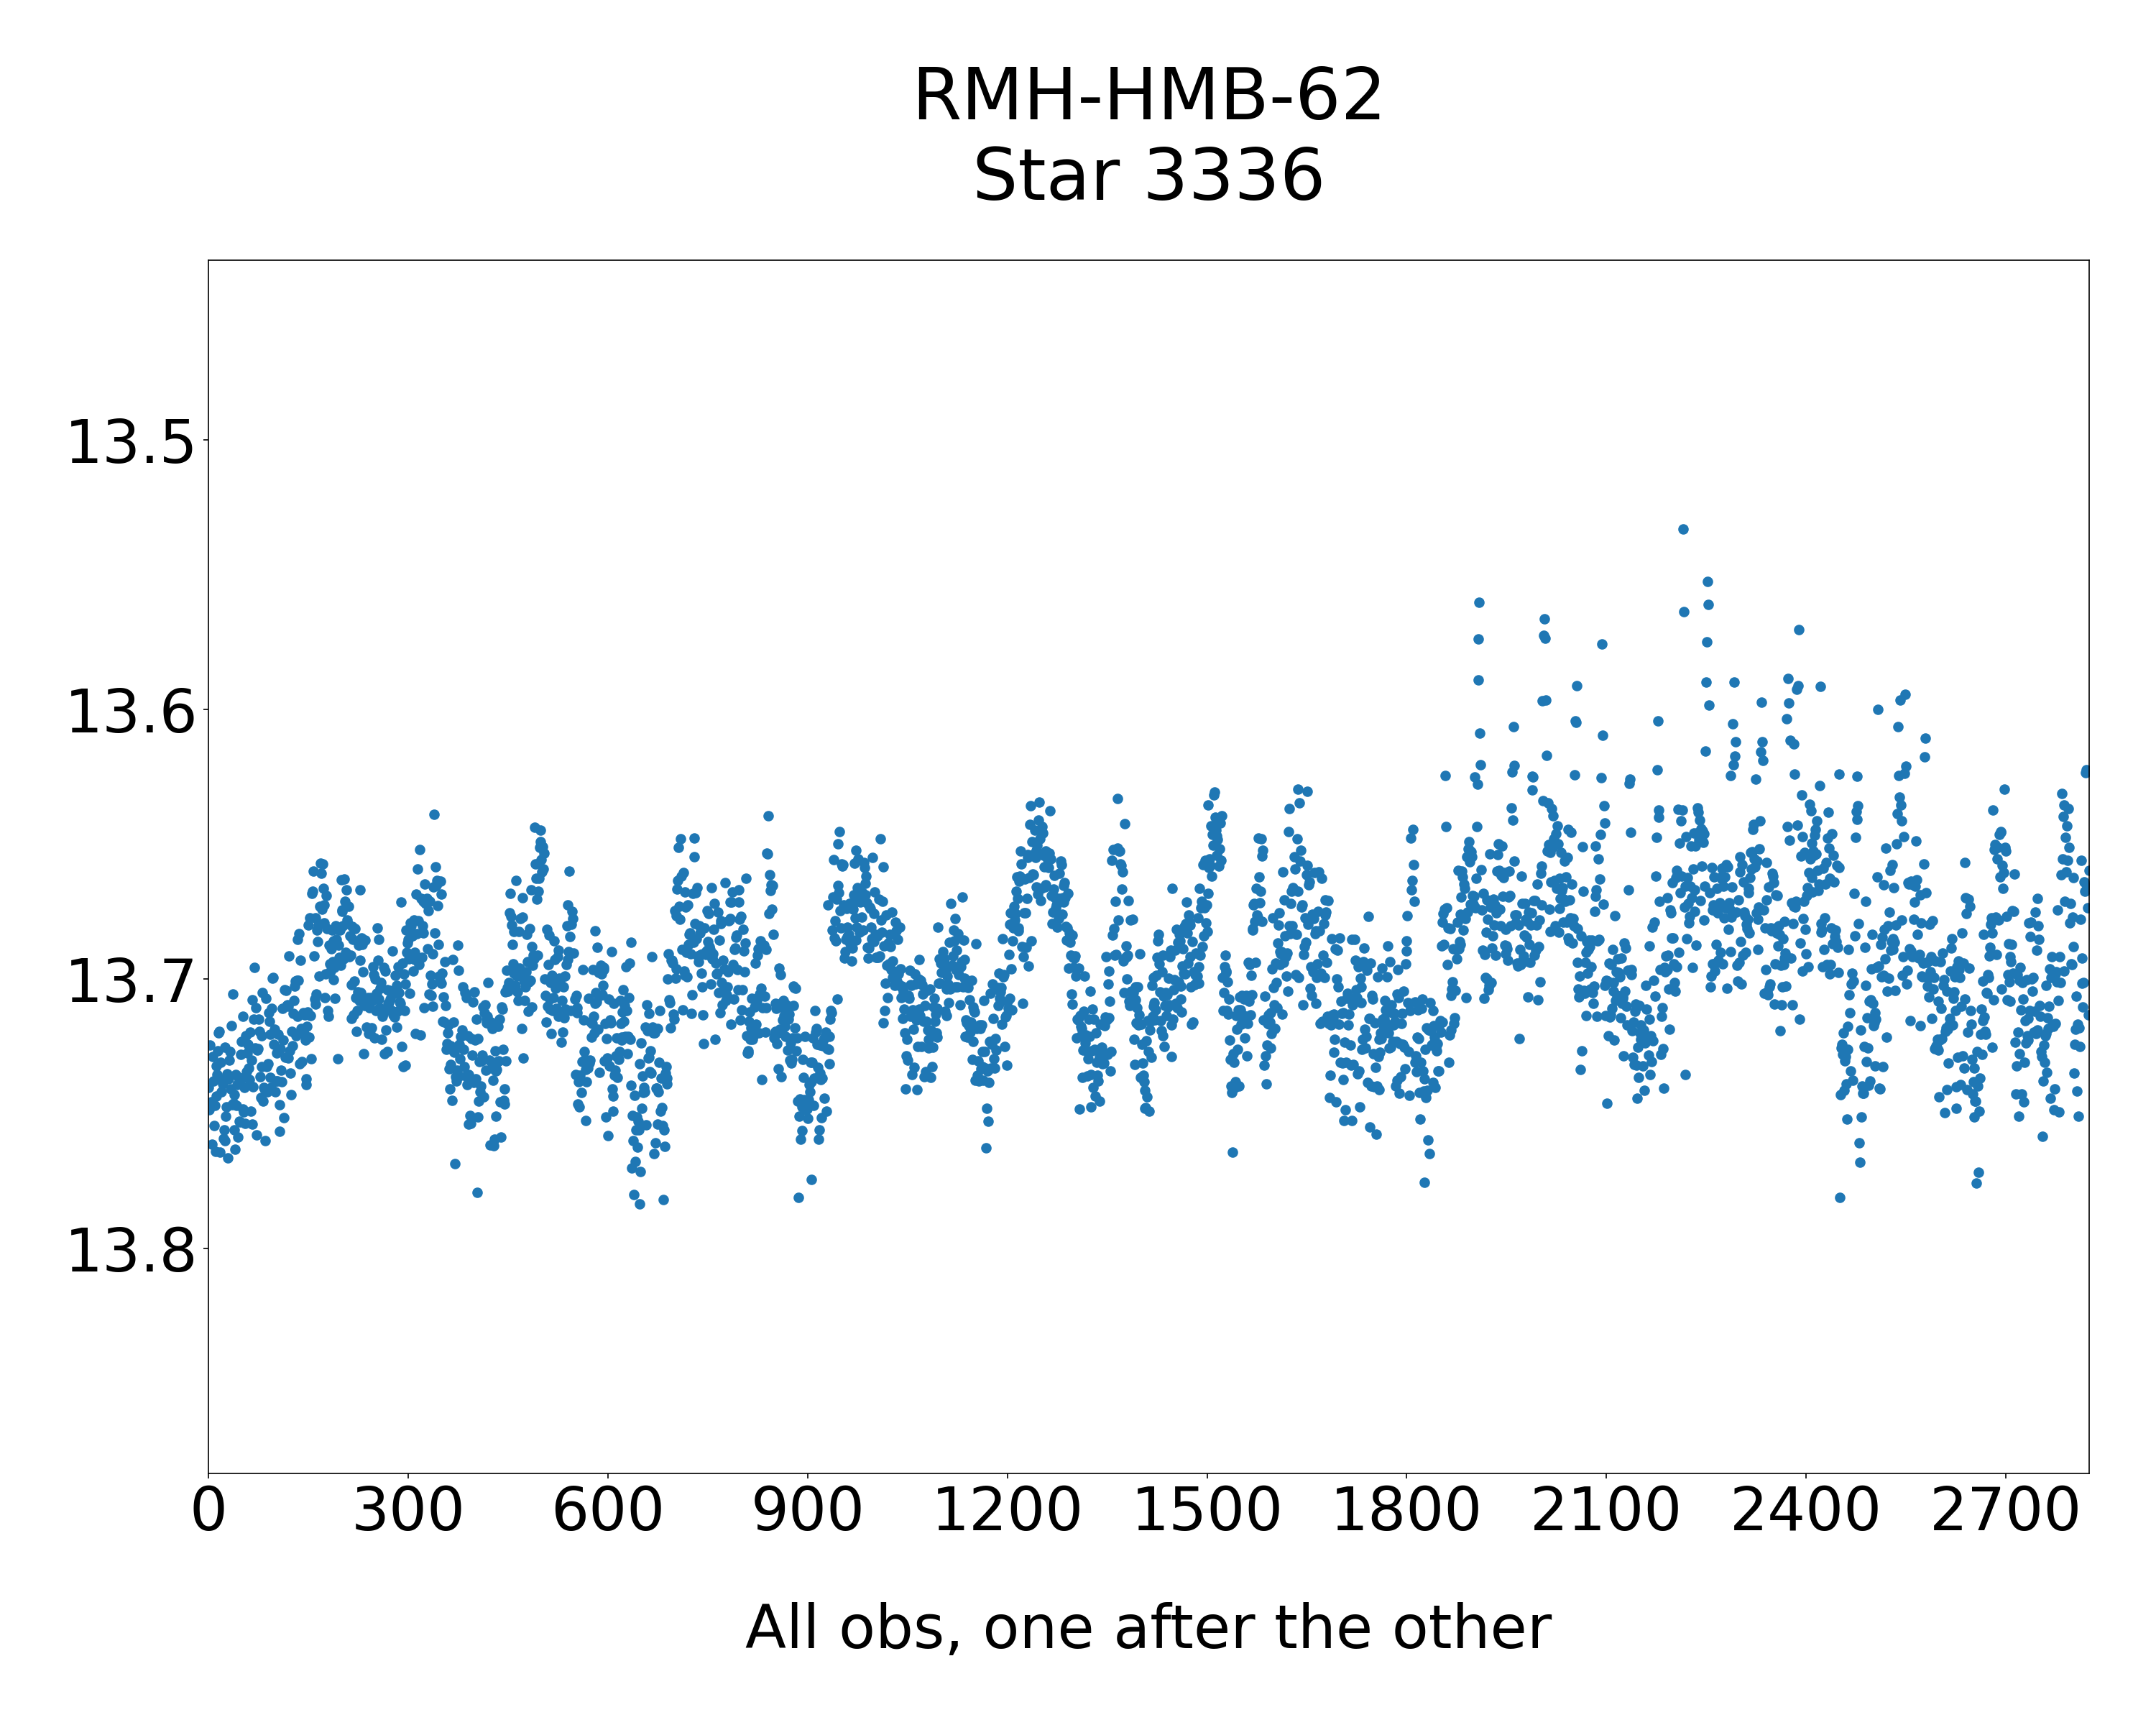 RMH-HMB-62
Star 3336
13.5
13.6
13.7
13.8
0 300 600 900 1200 1500 1800 2100 2400 2700
All obs, one after the other